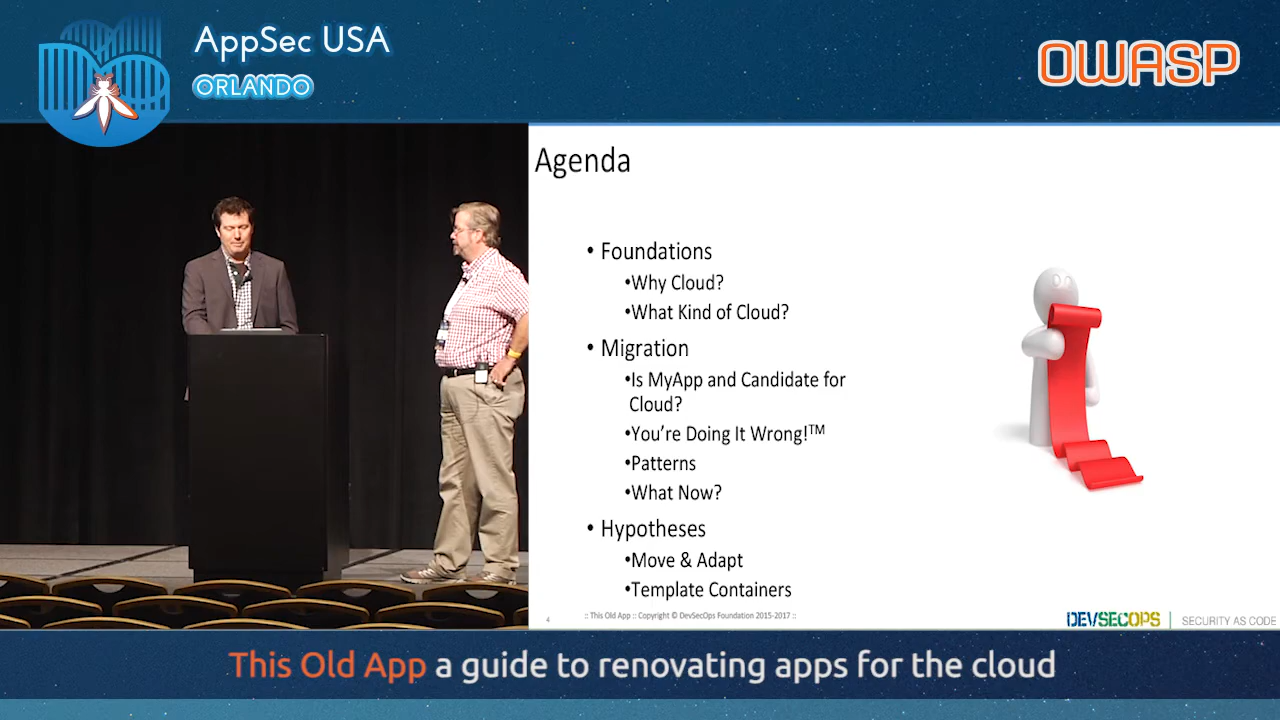 AppSec USA
ORLANDO
OWASP
Agenda
• Foundations
•Why Cloud?
•What Kind of Cloud?
• Migration
•Is MyApp and Candidate for
Cloud?
•You're Doing It Wrong!™
•Patterns
•What Now?
• Hypotheses
•Move & Adapt
•Template Containers
4
:: This Old App :: Copyright © DevSecOps Foundation 2015-2017 ::
DEVSECOPS | SECURITY AS CODE
This Old App a guide to renovating apps for the cloud